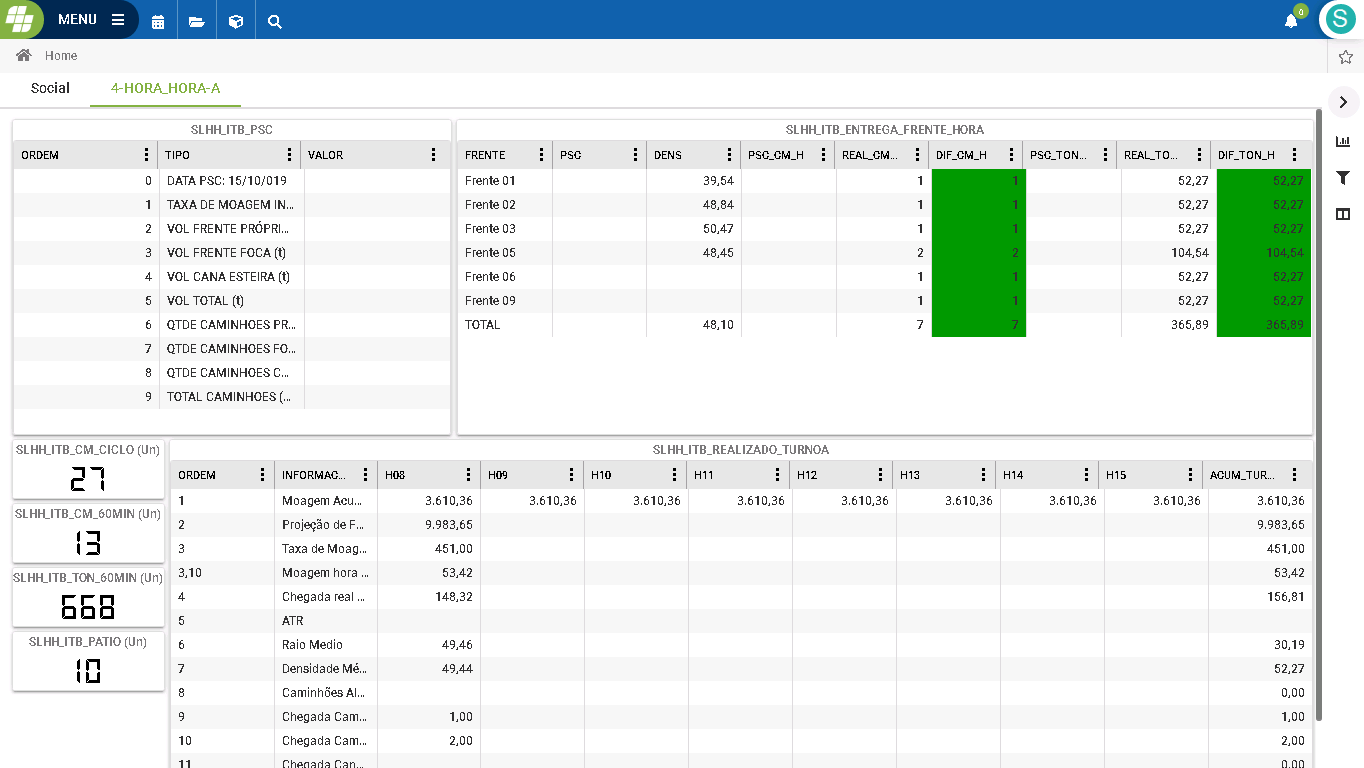 MENU
0
S
Home
Social 4-HORA_HORA-A
SLHH_ITB_PSC
ORDEM TIPO VALOR
0 DATA PSC: 15/10/019
1 TAXA DE MOAGEM IN...
2 VOL FRENTE PRÓPRI...
3 VOL FRENTE FOCA (t)
4 VOL CANA ESTEIRA (t)
5 VOL TOTAL (t)
6 QTDE CAMINHOES PR...
7 QTDE CAMINHOES FO...
8 QTDE CAMINHOES C...
9 TOTAL CAMINHOES (...
SLHH_ITB_ENTREGA_FRENTE_HORA
FRENTE PSC DENS PSC_CM_H REAL_CM... DIF_CM_H PSC_TON... REAL_TO... DIF_TON_H
Frente 01 39,54 1 1 52,27 52,27
Frente 02 48,84 1 1 52,27 52,27
Frente 03 50,47 1 1 52,27 52,27
Frente 05 48,45 2 2 104,54 104,54
Frente 06 1 1 52,27 52,27
Frente 09 1 1 52,27 52,27
TOTAL 48,10 7 7 365,89 365,89
SLHH_ITB_CM_CICLO (Un)
27
SLHH_ITB_CM_60MIN (Un)
13
SLHH_ITB_TON_60MIN (Un)
668
SLHH_ITB_PATIO (Un)
10
SLHH_ITB_REALIZADO_TURNOA
ORDEM INFORMAC... H08 H09 H10 H11 H12 H13 H14 H15 ACUM_TUR...
1 Moagem Acu... 3.610,36 3.610,36 3.610,36 3.610,36 3.610,36 3.610,36 3.610,36 3.610,36 3.610,36
2 Projeção de F... 9.983,65 9.983,65
3 Taxa de Moag... 451,00 451,00
3,10 Moagem hora ... 53,42 53,42
4 Chegada real ... 148,32 156,81
5 ATR
6 Raio Medio 49,46 30,19
7 Densidade Mé... 49,44 52,27
8 Caminhões Al... 0,00
9 Chegada Cam... 1,00 1,00
10 Chegada Cam... 2,00 2,00
11 Chegada Can... 0,00